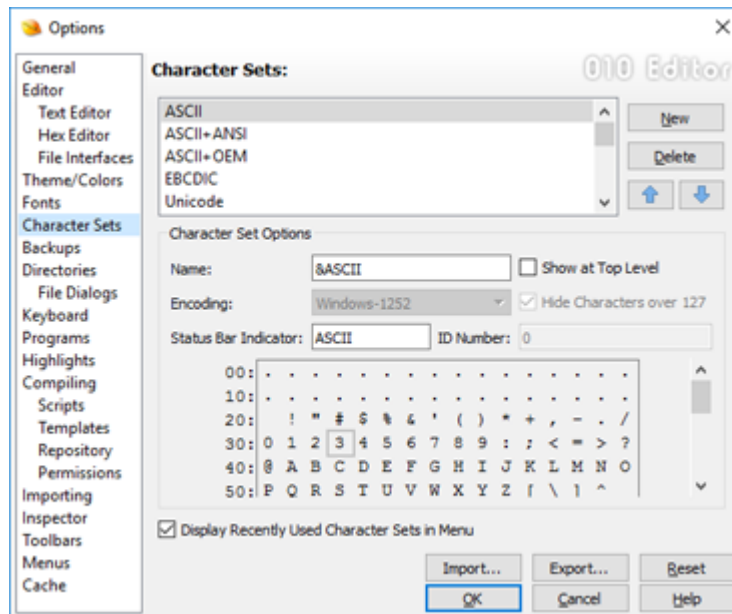 Options
General
Editor
Text Editor
Hex Editor
File Interfaces
Theme/Colors
Fonts
Character Sets
Backups
Directories
File Dialogs
Keyboard
Programs
Highlights
Compiling
Scripts
Templates
Repository
Permissions
Importing
Inspector
Toolbars
Menus
Cache
Character Sets:
010 Editor
ASCII
ASCII+ANSI
ASCII+OEM
EBCDIC
Unicode
New
Delete
Character Set Options
Name: &ASCII Show at Top Level
Encoding: Windows-1252 Hide Characters over 127
Status Bar Indicator: ASCII ID Number: 0
00: . . . . . . . . . . . . . . . .
10: . . . . . . . . . . . . . . . .
20: ! " # $ % & ' ( ) * + , - . /
30: 0 1 2 3 4 5 6 7 8 9 : ; < = > ?
40: @ A B C D E F G H I J K L M N O
50: P Q R S T U V W X Y Z [ \ ] ^
Display Recently Used Character Sets in Menu
Import... Export... Reset
OK Cancel Help